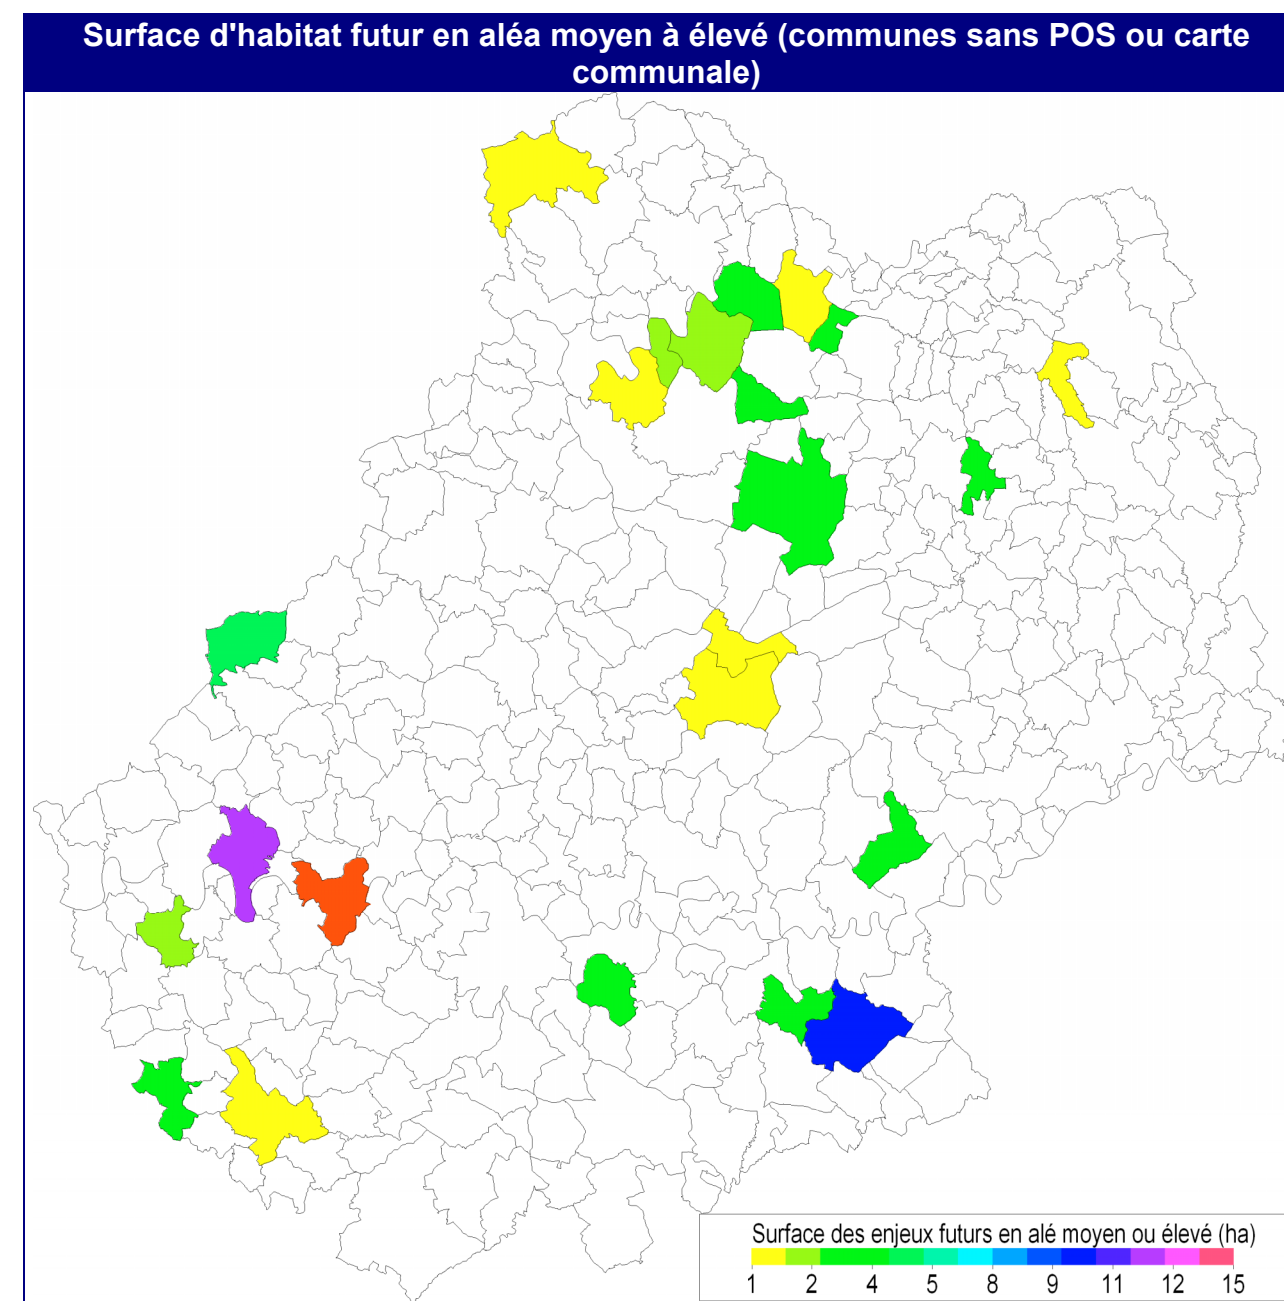 Surface d'habitat futur en aléa moyen à élevé (communes sans POS ou carte
communale)
Surface des enjeux futurs en alé moyen ou élevé (ha)
1 2 4 5 8 9 11 12 15